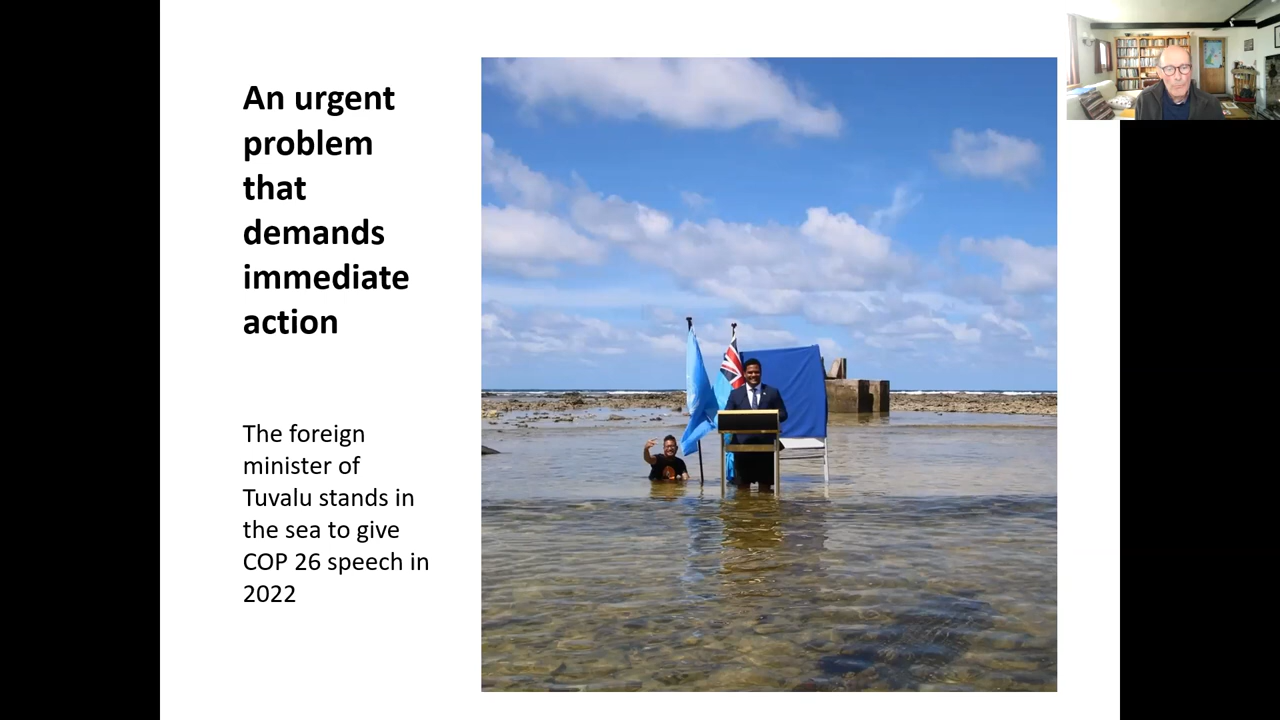 An urgent
problem
that
demands
immediate
action
The foreign
minister of
Tuvalu stands in
the sea to give
COP 26 speech in
2022